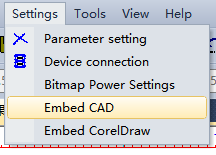 Settings Tools View Help
Parameter setting
Device connection
Bitmap Power Settings
Embed CAD
Embed CorelDraw